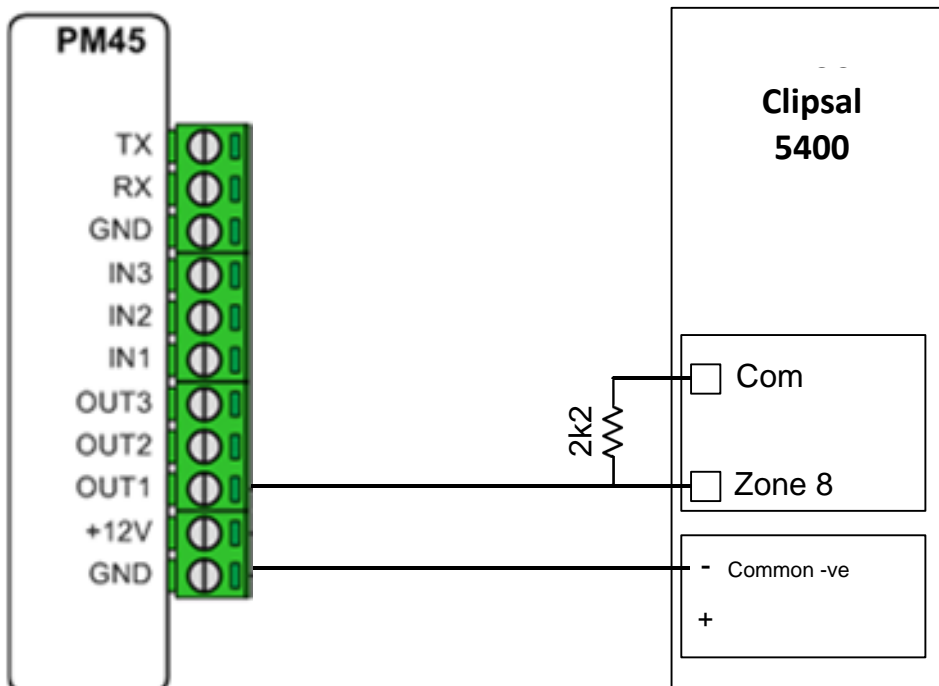 PM45
TX
RX
GND
IN3
IN2
IN1
OUT3
OUT2
OUT1
+12V
GND
2k2
Clipsal
5400
Com
Zone 8
- Common -ve
+